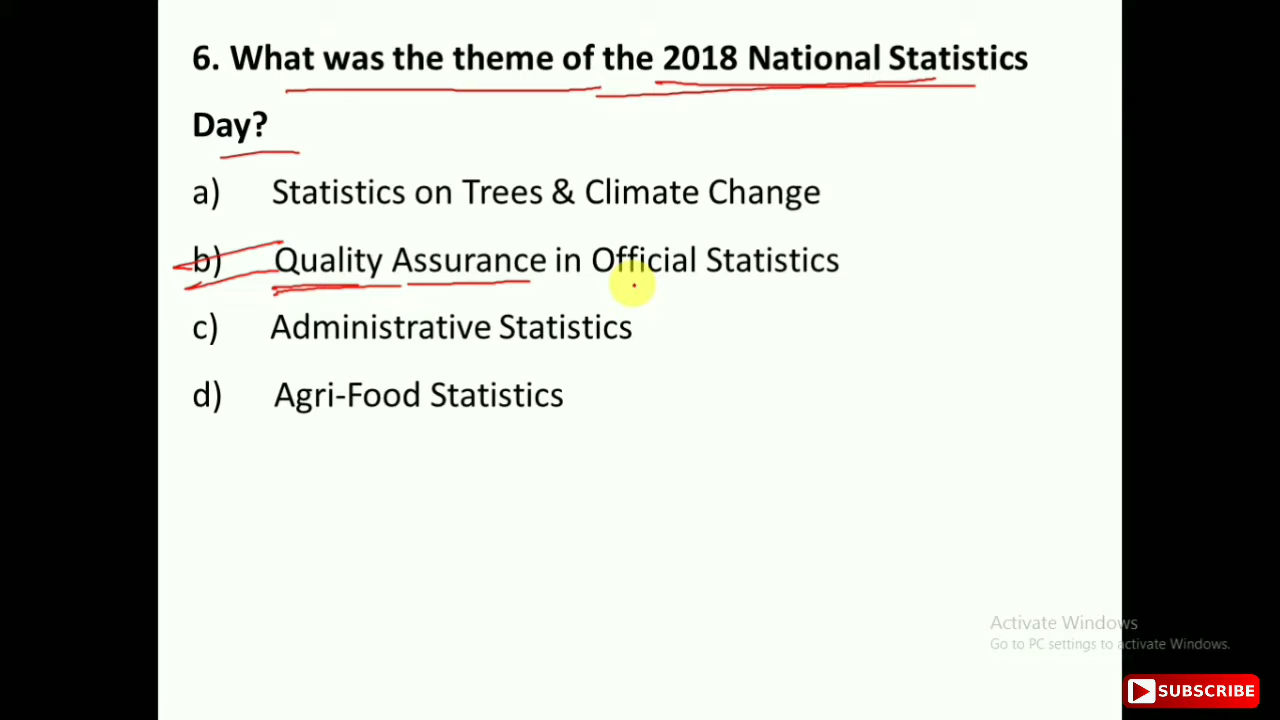 6. What was the theme of the 2018 National Statistics
Day?
a) Statistics on Trees & Climate Change
b) Quality Assurance in Official Statistics
c) Administrative Statistics
d) Agri-Food Statistics
Activate Windows
Go to PC settings to activate Windows.
SUBSCRIBE